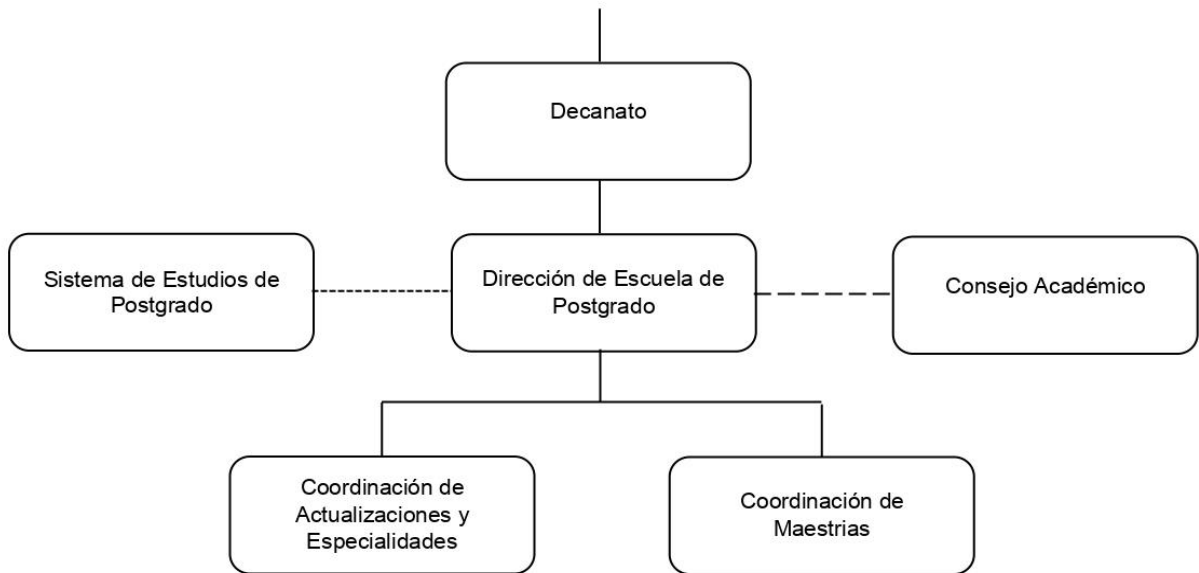 Decanato
Sistema de Estudios de
Postgrado
Dirección de Escuela de
Postgrado
Consejo Académico
Coordinación de
Actualizaciones y
Especialidades
Coordinación de
Maestrias